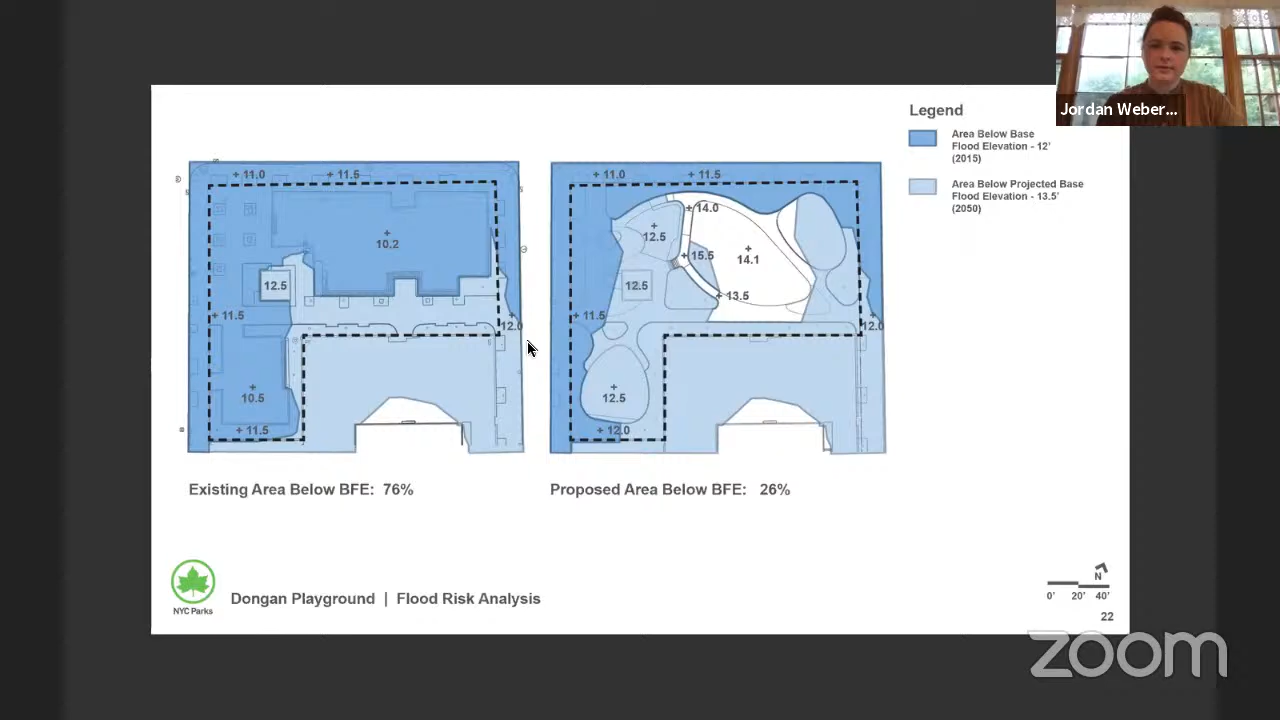 Jordan Weber...
Legend
Area Below Base
Flood Elevation - 12'
(2015)
Area Below Projected Base
Flood Elevation - 13.5'
(2050)
+ 11.0
+ 11.5
+
10.2
12.5
+ 11.5
+
12.0
+
10.5
+ 11.5
+ 11.0
+ 11.5
+ 14.0
+
12.5
+ 15.5
+
14.1
12.5
+ 13.5
+ 11.5
+
12.0
+
12.5
+ 12.0
Existing Area Below BFE: 76%
Proposed Area Below BFE: 26%
NYC Parks
Dongan Playground | Flood Risk Analysis
N
0' 20' 40'
22
zoom